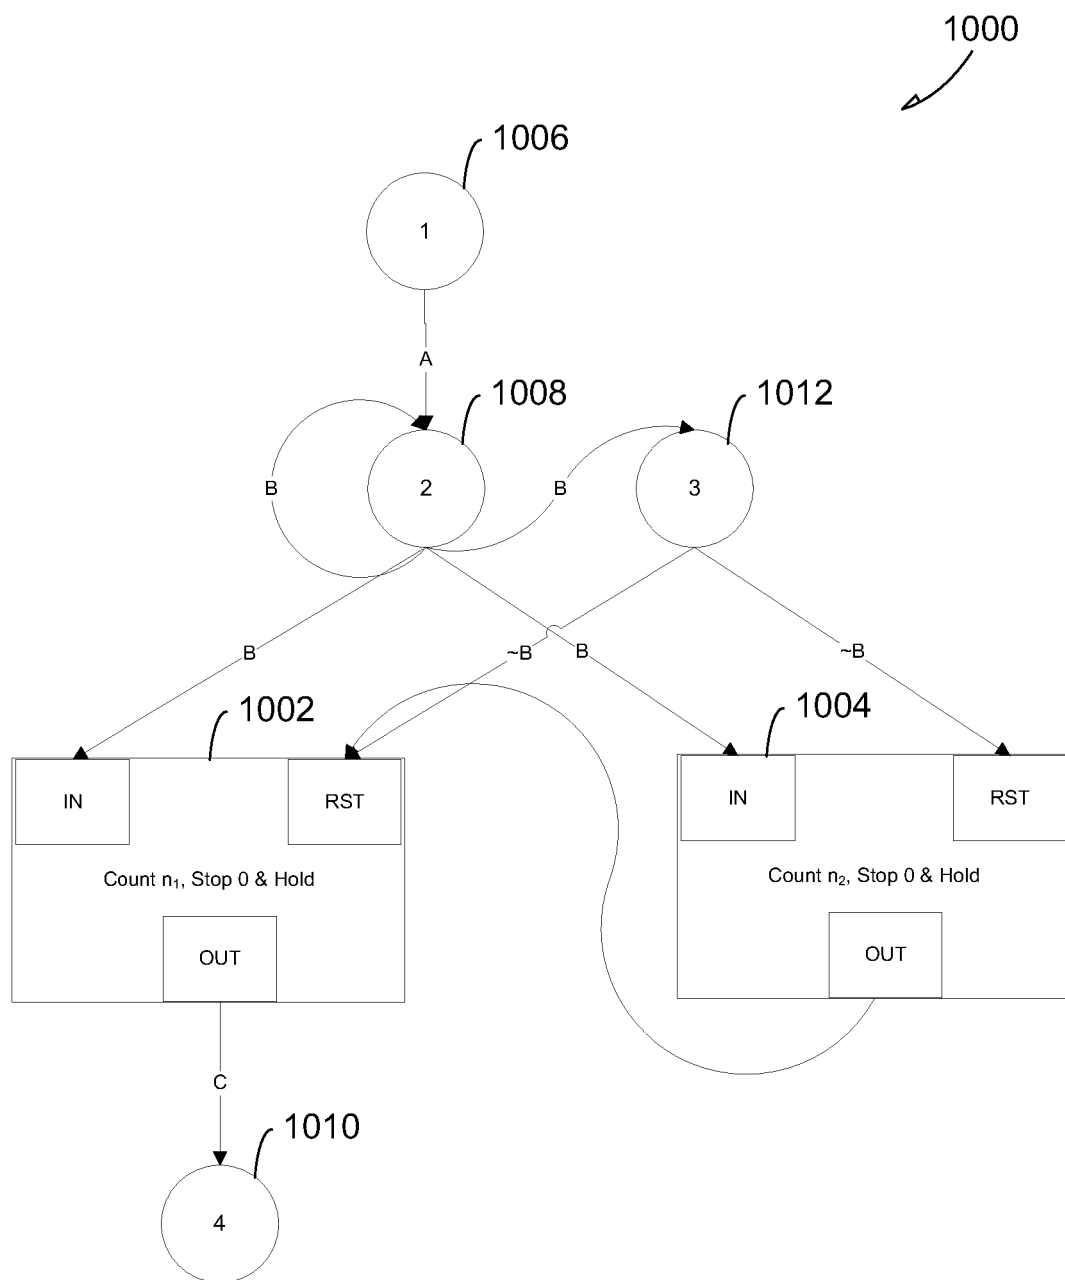 1000
1006
1
A
1008
1012
B
2
B
3
B
~B
B
~B
1002
1004
IN
RST
IN
RST
Count n₁, Stop 0 & Hold
Count n₂, Stop 0 & Hold
OUT
OUT
C
1010
4